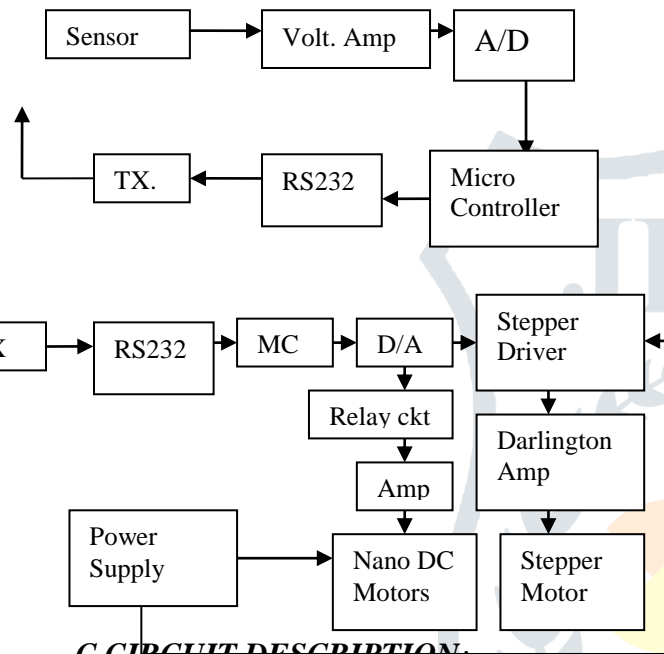 Sensor
Volt. Amp
A/D
TX.
RS232
Micro
Controller
X
RS232
MC
D/A
Stepper
Driver
Relay ckt
Darlington
Amp
Amp
Power
Supply
Nano DC
Motors
Stepper
Motor
C CIRCUIT DESCRIPTION: